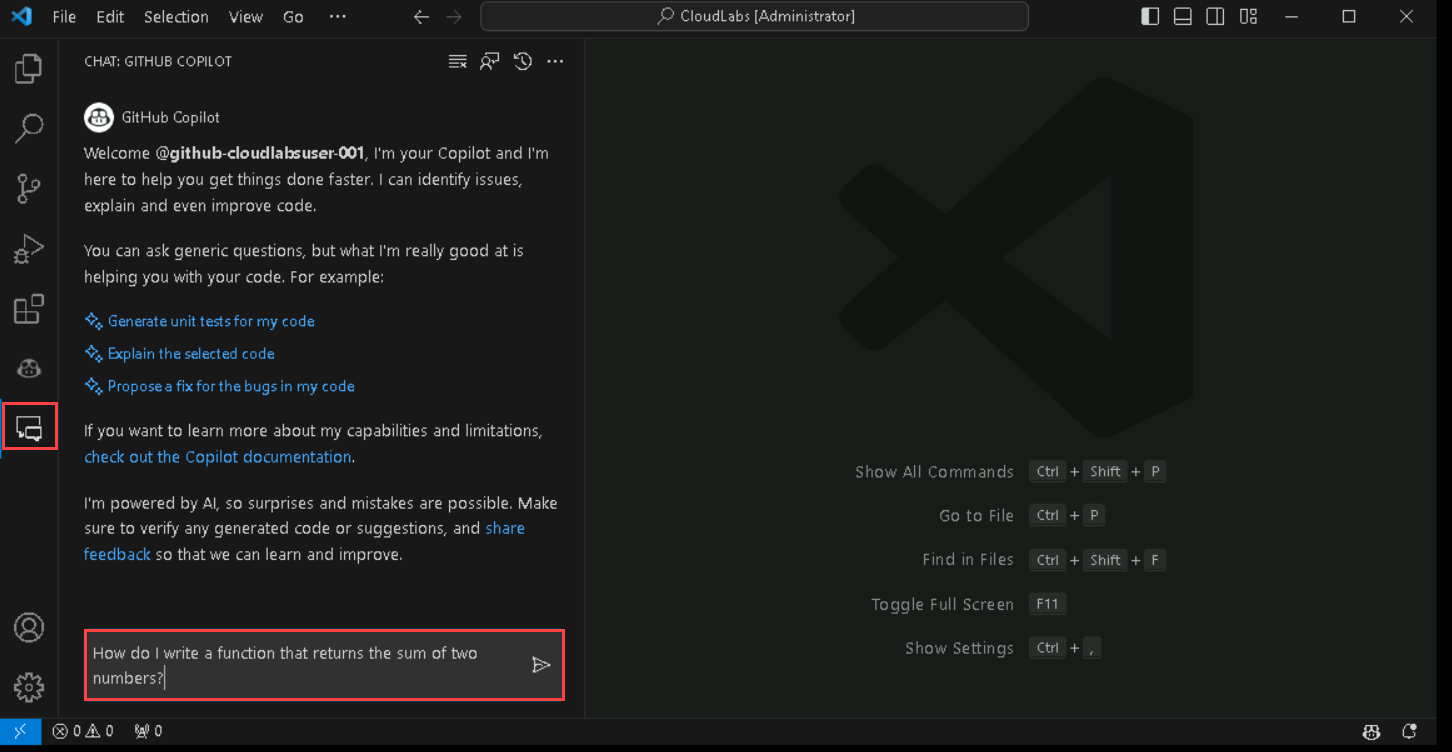 File Edit Selection View Go ···
CloudLabs [Administrator]
CHAT: GITHUB COPILOT
GitHub Copilot
Welcome @github-cloudlabsuser-001, I'm your Copilot and I'm
here to help you get things done faster. I can identify issues,
explain and even improve code.
You can ask generic questions, but what I'm really good at is
helping you with your code. For example:
Generate unit tests for my code
Explain the selected code
Propose a fix for the bugs in my code
If you want to learn more about my capabilities and limitations,
check out the Copilot documentation.
I'm powered by AI, so surprises and mistakes are possible. Make
sure to verify any generated code or suggestions, and share
feedback so that we can learn and improve.
How do I write a function that returns the sum of two
numbers?
Show All Commands Ctrl + Shift + P
Go to File Ctrl + P
Find in Files Ctrl + Shift + F
Toggle Full Screen F11
Show Settings Ctrl + ,
0 0 0